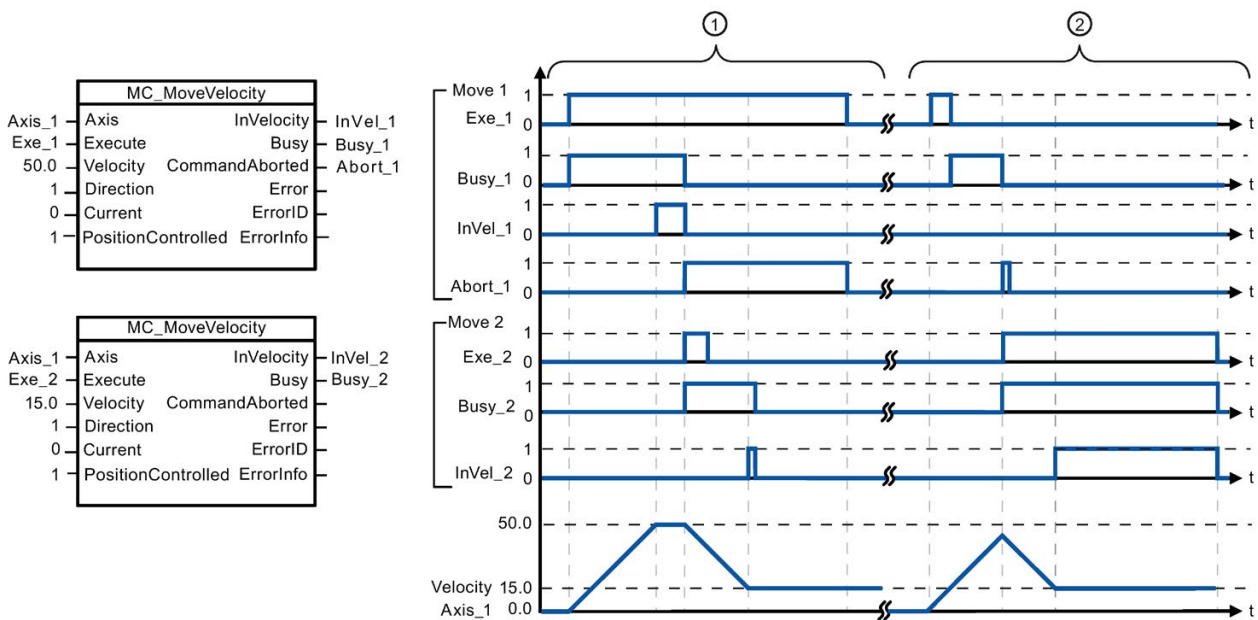 MC_MoveVelocity
Axis_1 Axis InVelocity InVel_1
Exe_1 Execute Busy Busy_1
50.0 Velocity CommandAborted Abort_1
1 Direction Error
0 Current ErrorID
1 PositionControlled ErrorInfo
MC_MoveVelocity
Axis_1 Axis InVelocity InVel_2
Exe_2 Execute Busy Busy_2
15.0 Velocity CommandAborted
1 Direction Error
0 Current ErrorID
1 PositionControlled ErrorInfo
1 2
Move 1
Exe_1 1 0 t
Busy_1 1 0 t
InVel_1 1 0 t
Abort_1 1 0 t
Move 2
Exe_2 1 0 t
Busy_2 1 0 t
InVel_2 1 0 t
50.0
Velocity 15.0
Axis_1 0.0 t